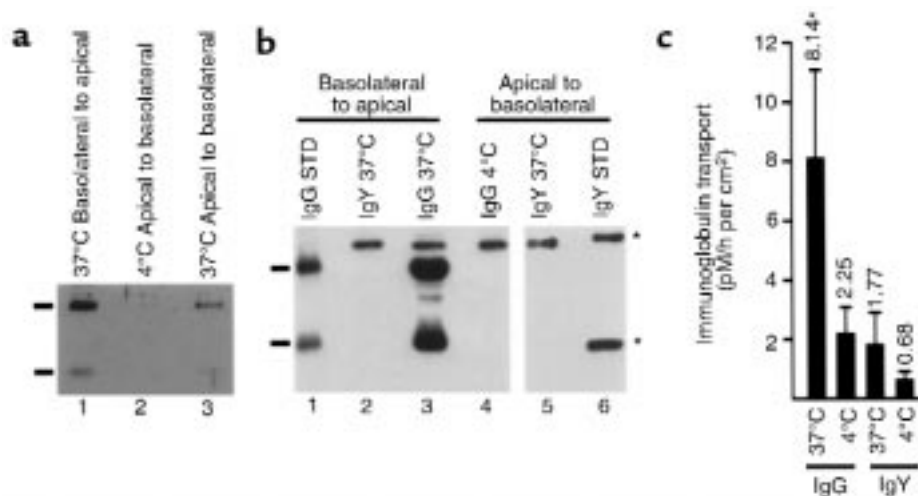 a
37°C Basolateral to apical
4°C Apical to basolateral
37°C Apical to basolateral
1 2 3
b
Basolateral
to apical
Apical to
basolateral
IgG STD
IgY 37°C
IgG 37°C
IgG 4°C
IgY 37°C
IgY STD
*
*
1 2 3 4 5 6
c
Immunoglobulin transport
(pM/h per cm²)
12
10
8
6
4
2
8.14*
2.25
1.77
0.68
37°C
4°C
37°C
4°C
IgG IgY